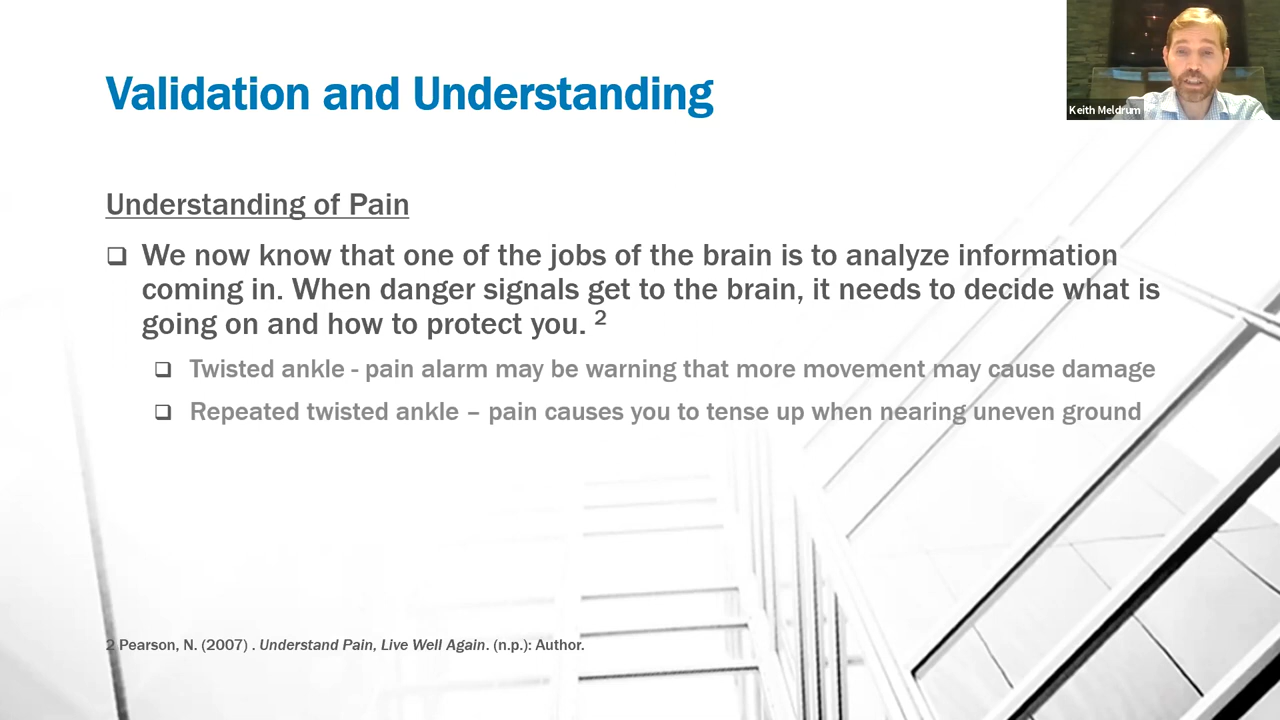 Validation and Understanding
Keith Meldrum
Understanding of Pain
❑ We now know that one of the jobs of the brain is to analyze information
coming in. When danger signals get to the brain, it needs to decide what is
going on and how to protect you. 2
❑ Twisted ankle - pain alarm may be warning that more movement may cause damage
❑ Repeated twisted ankle – pain causes you to tense up when nearing uneven ground
2 Pearson, N. (2007) . Understand Pain, Live Well Again. (n.p.): Author.